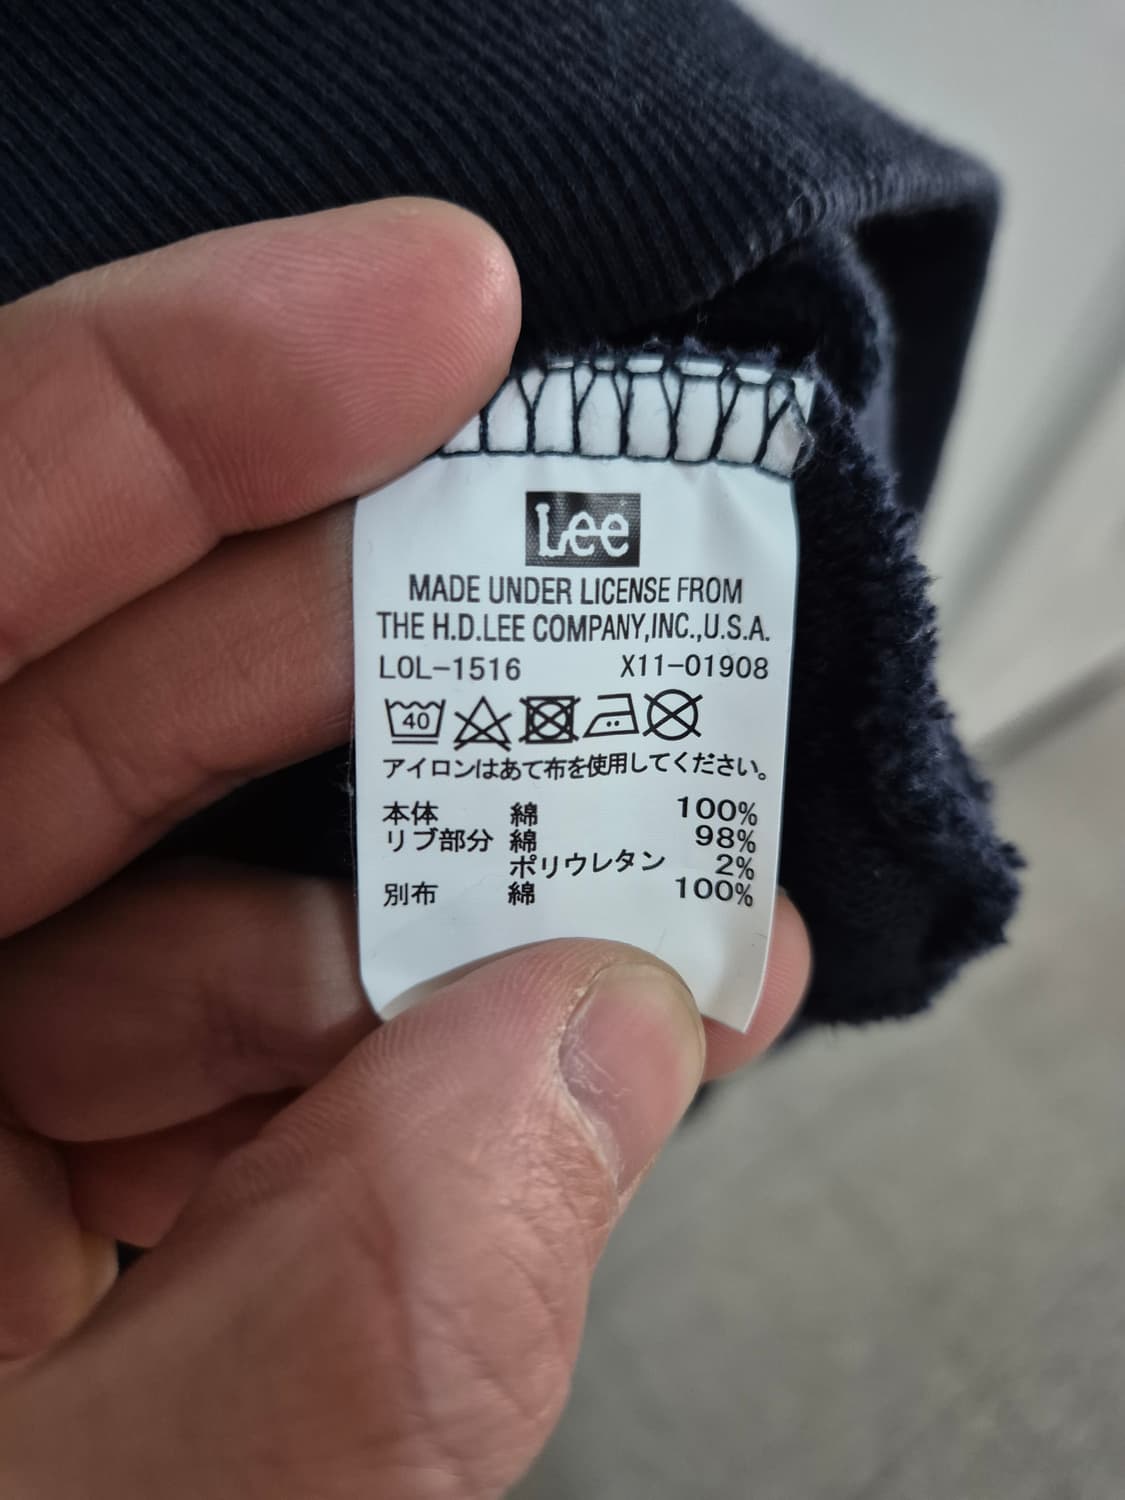 Lee
MADE UNDER LICENSE FROM
THE H.D.LEE COMPANY,INC.,U.S.A.
LOL-1516 X11-01908
40
アイロンはあて布を使用してください。
本体 綿 100%
リブ部分 綿 98%
ポリウレタン 2%
別布 綿 100%